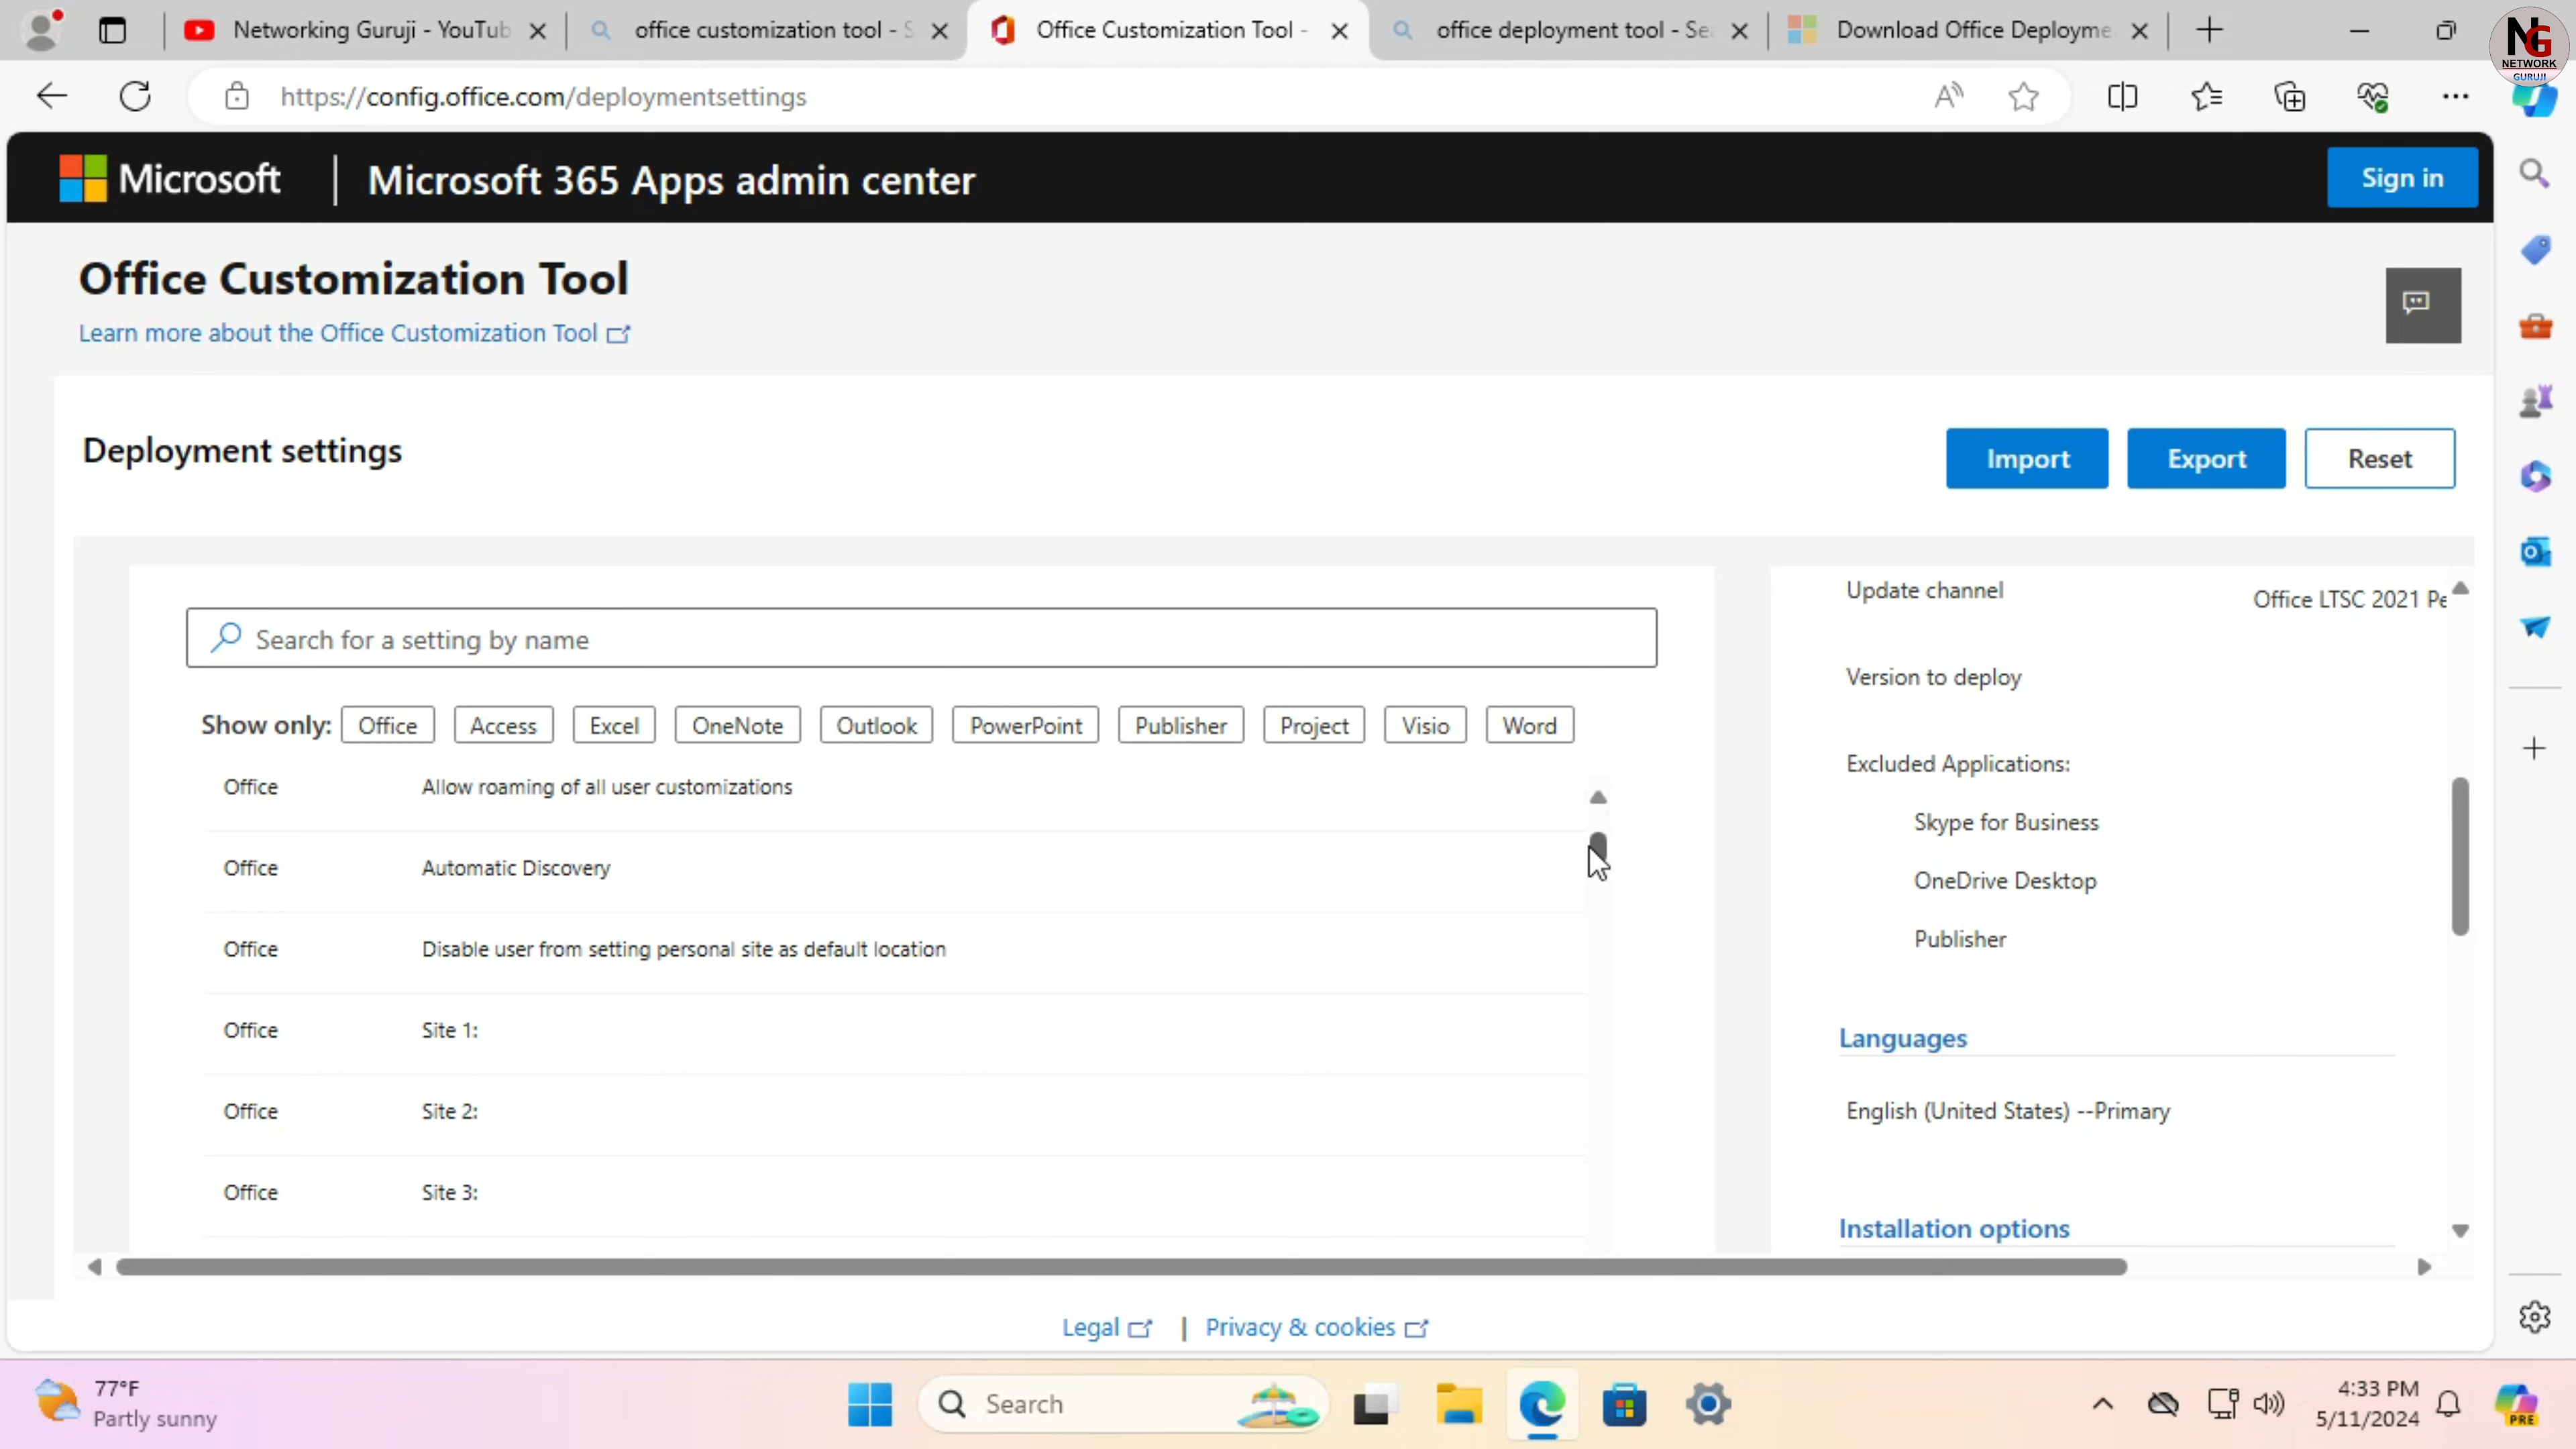 Networking Guruji - YouTub
office customization tool - S
Office Customization Tool -
office deployment tool - Sea
Download Office Deployme
NG
NETWORK
GURUJI
https://config.office.com/deploymentsettings
Microsoft | Microsoft 365 Apps admin center
Sign in
Office Customization Tool
Learn more about the Office Customization Tool
Deployment settings
Import
Export
Reset
Search for a setting by name
Show only: Office Access Excel OneNote Outlook PowerPoint Publisher Project Visio Word
Office Allow roaming of all user customizations
Office Automatic Discovery
Office Disable user from setting personal site as default location
Office Site 1:
Office Site 2:
Office Site 3:
Update channel Office LTSC 2021 Pe
Version to deploy
Excluded Applications:
Skype for Business
OneDrive Desktop
Publisher
Languages
English (United States) --Primary
Installation options
Legal | Privacy & cookies
77°F
Partly sunny
Search
4:33 PM
5/11/2024
PRE